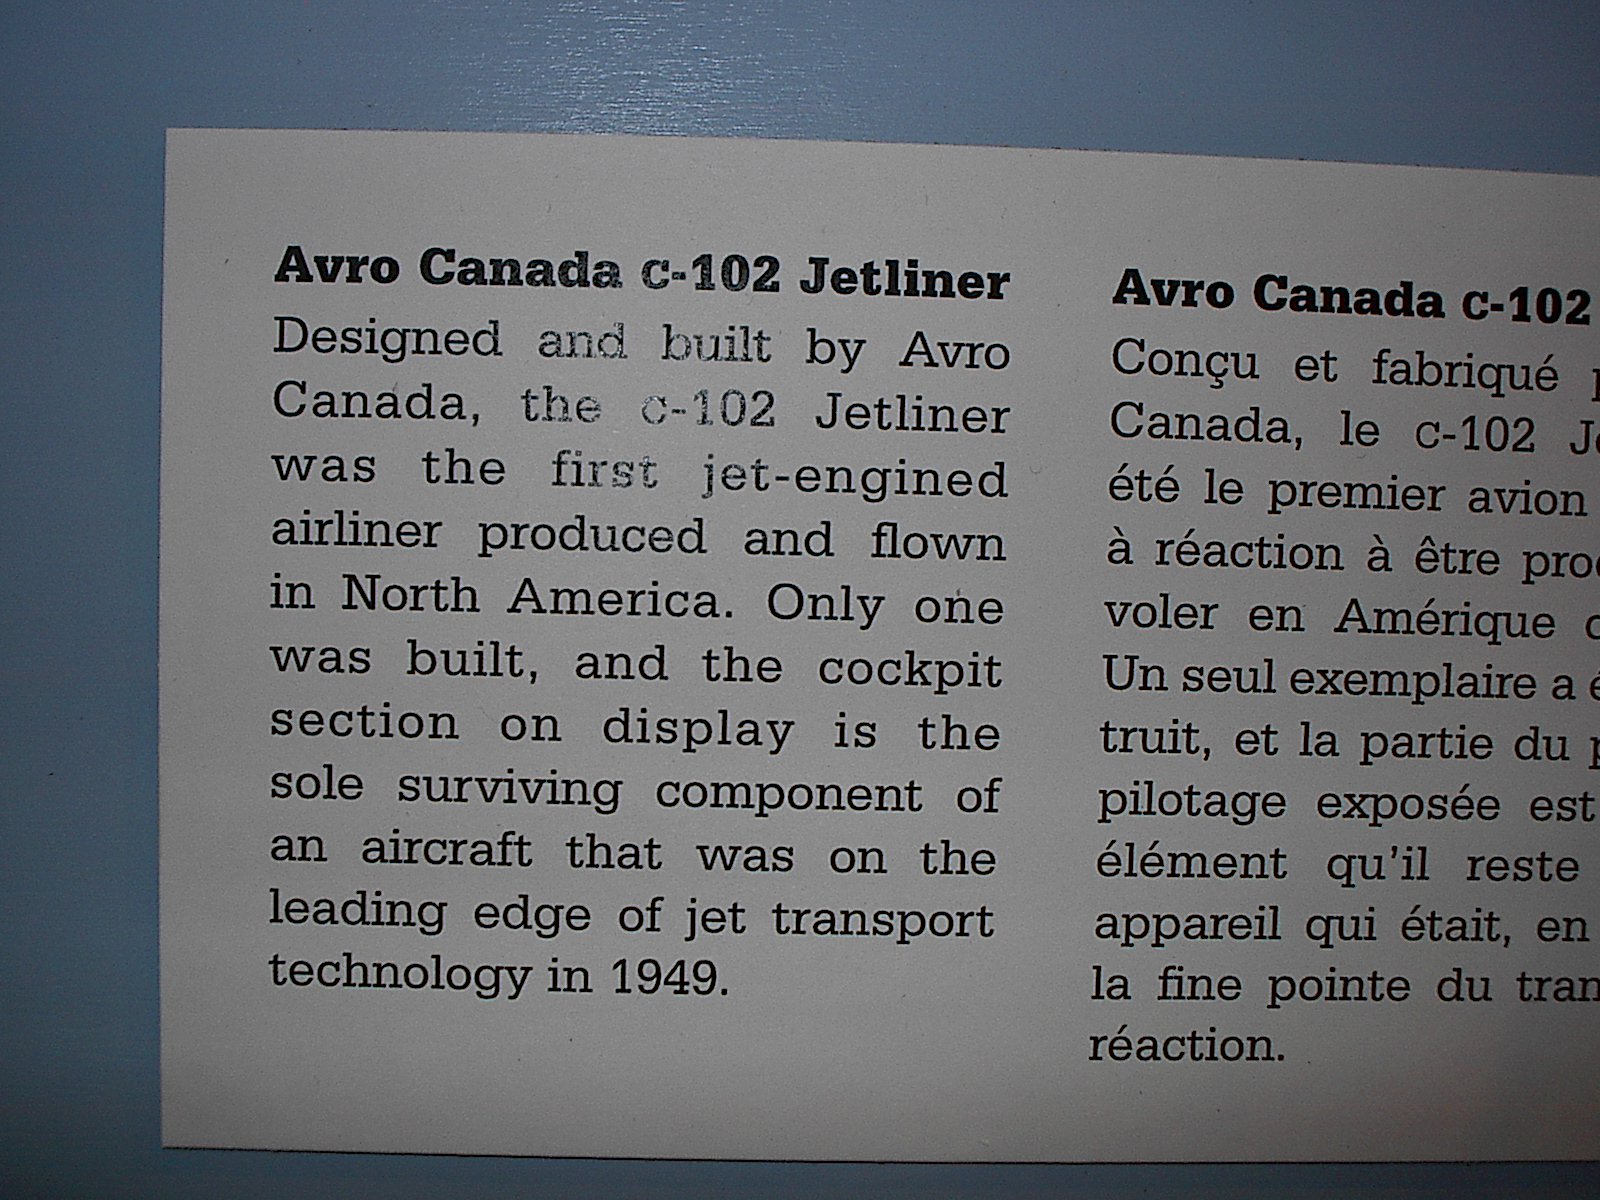 Avro Canada C-102 Jetliner
Designed and built by Avro
Canada, the C-102 Jetliner
was the first jet-engined
airliner produced and flown
in North America. Only one
was built, and the cockpit
section on display is the
sole surviving component of
an aircraft that was on the
leading edge of jet transport
technology in 1949.
Avro Canada C-102
Conçu et fabriqué
Canada, le C-102
été le premier avion
à réaction à être
voler en Amérique
Un seul exemplaire a
truit, et la partie du
pilotage exposée est
élément qu'il reste
appareil qui était, en
la fine pointe du
réaction.